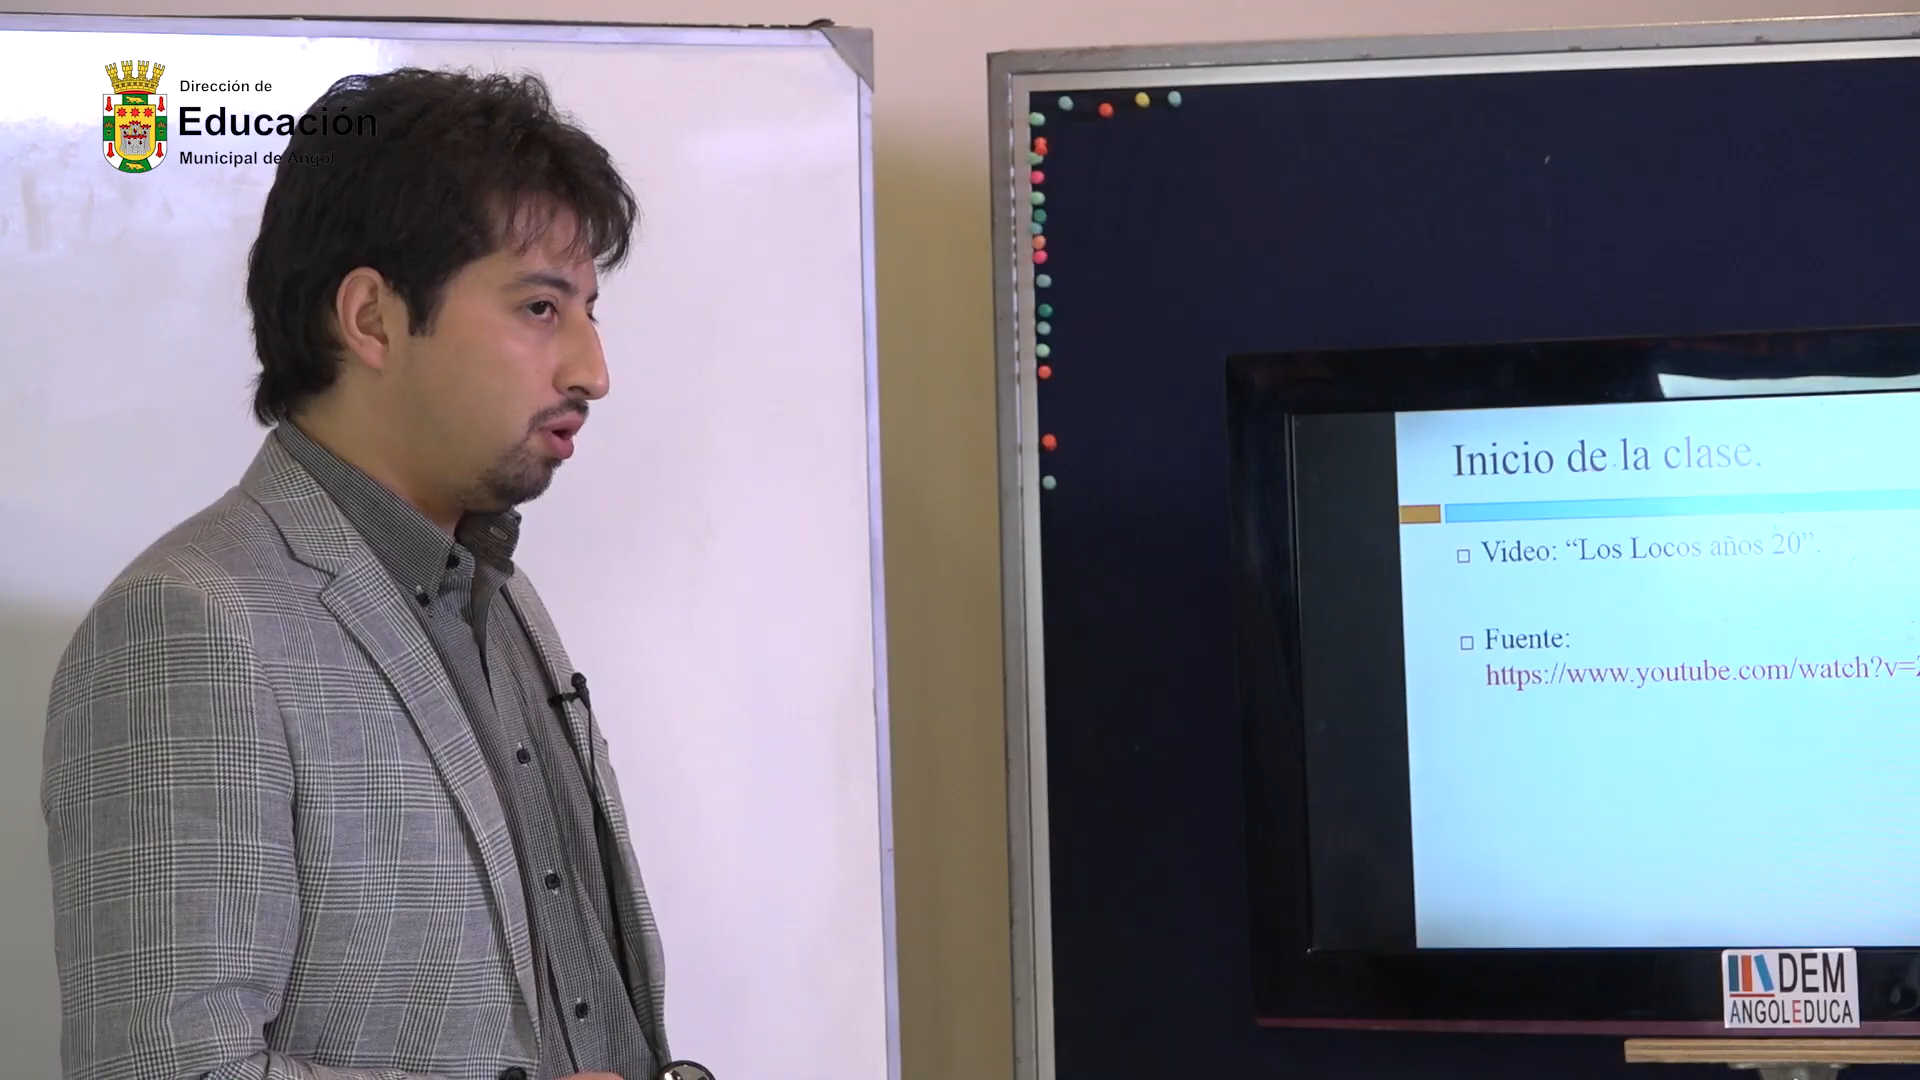 Dirección de
Educación
Municipal de Angol
Inicio de la clase.
Video: “Los Locos años 20”.
Fuente:
https://www.youtube.com/watch?v=
DEM
ANGOLEDUCA